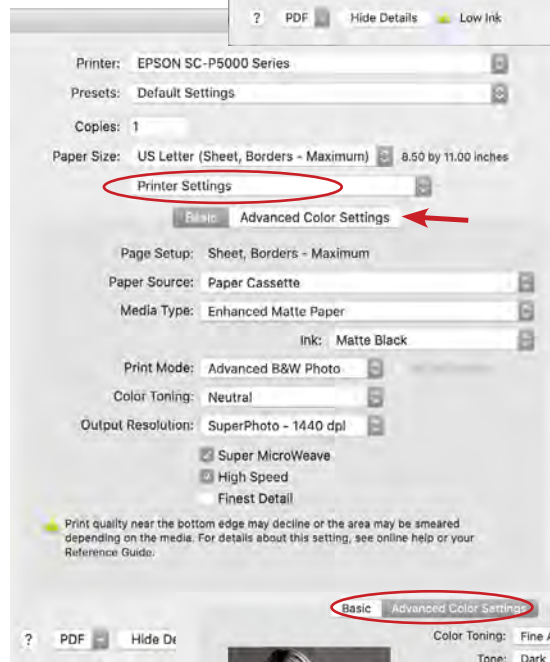 ? PDF Hide Details Low Ink
Printer: EPSON SC-P5000 Series
Presets: Default Settings
Copies: 1
Paper Size: US Letter (Sheet, Borders - Maximum) 8.50 by 11.00 inches
Printer Settings
Basic Advanced Color Settings
Page Setup: Sheet, Borders - Maximum
Paper Source: Paper Cassette
Media Type: Enhanced Matte Paper
Ink: Matte Black
Print Mode: Advanced B&W Photo
Color Toning: Neutral
Output Resolution: SuperPhoto - 1440 dpi
Super MicroWeave
High Speed
Finest Detail
Print quality near the bottom edge may decline or the area may be smeared
depending on the media. For details about this setting, see online help or your
Reference Guide.
Basic Advanced Color Settings
? PDF Hide De
Color Toning: Fine A
Tone: Dark